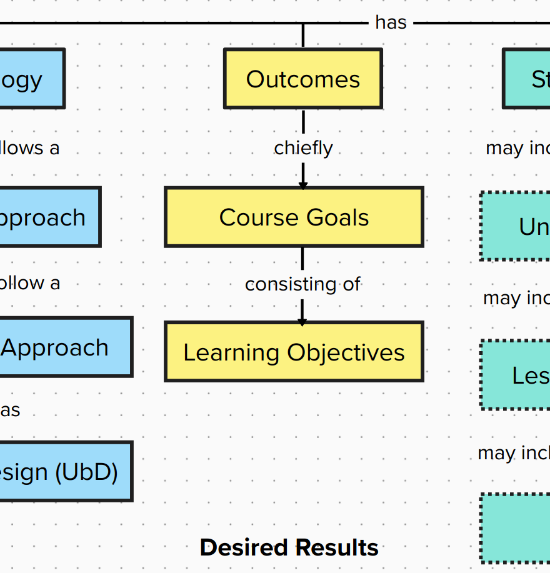 has
ogy
Outcomes
St
llows a
chiefly
may inc
pproach
Course Goals
Un
ollow a
consisting of
may inc
Approach
Learning Objectives
Les
as
may incl
esign (UbD)
Desired Results